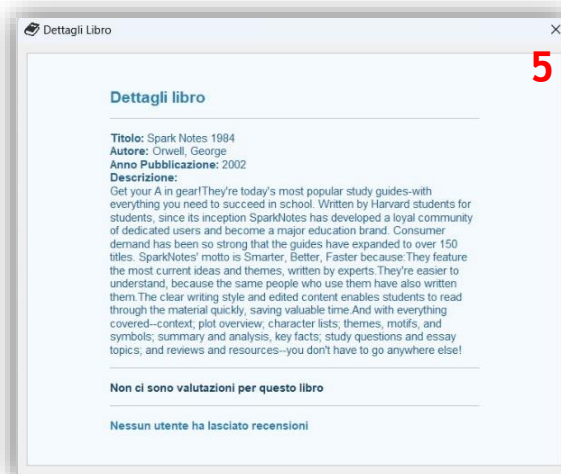 Dettagli Libro
5
Dettagli libro
Titolo: Spark Notes 1984
Autore: Orwell, George
Anno Pubblicazione: 2002
Descrizione:
Get your A in gear!They're today's most popular study guides-with
everything you need to succeed in school. Written by Harvard students for
students, since its inception SparkNotes has developed a loyal community
of dedicated users and become a major education brand. Consumer
demand has been so strong that the guides have expanded to over 150
titles. SparkNotes' motto is Smarter, Better, Faster because:They feature
the most current ideas and themes, written by experts.They're easier to
understand, because the same people who use them have also written
them.The clear writing style and edited content enables students to read
through the material quickly, saving valuable time.And with everything
covered--context; plot overview; character lists; themes, motifs, and
symbols; summary and analysis, key facts; study questions and essay
topics; and reviews and resources--you don't have to go anywhere else!
Non ci sono valutazioni per questo libro
Nessun utente ha lasciato recensioni